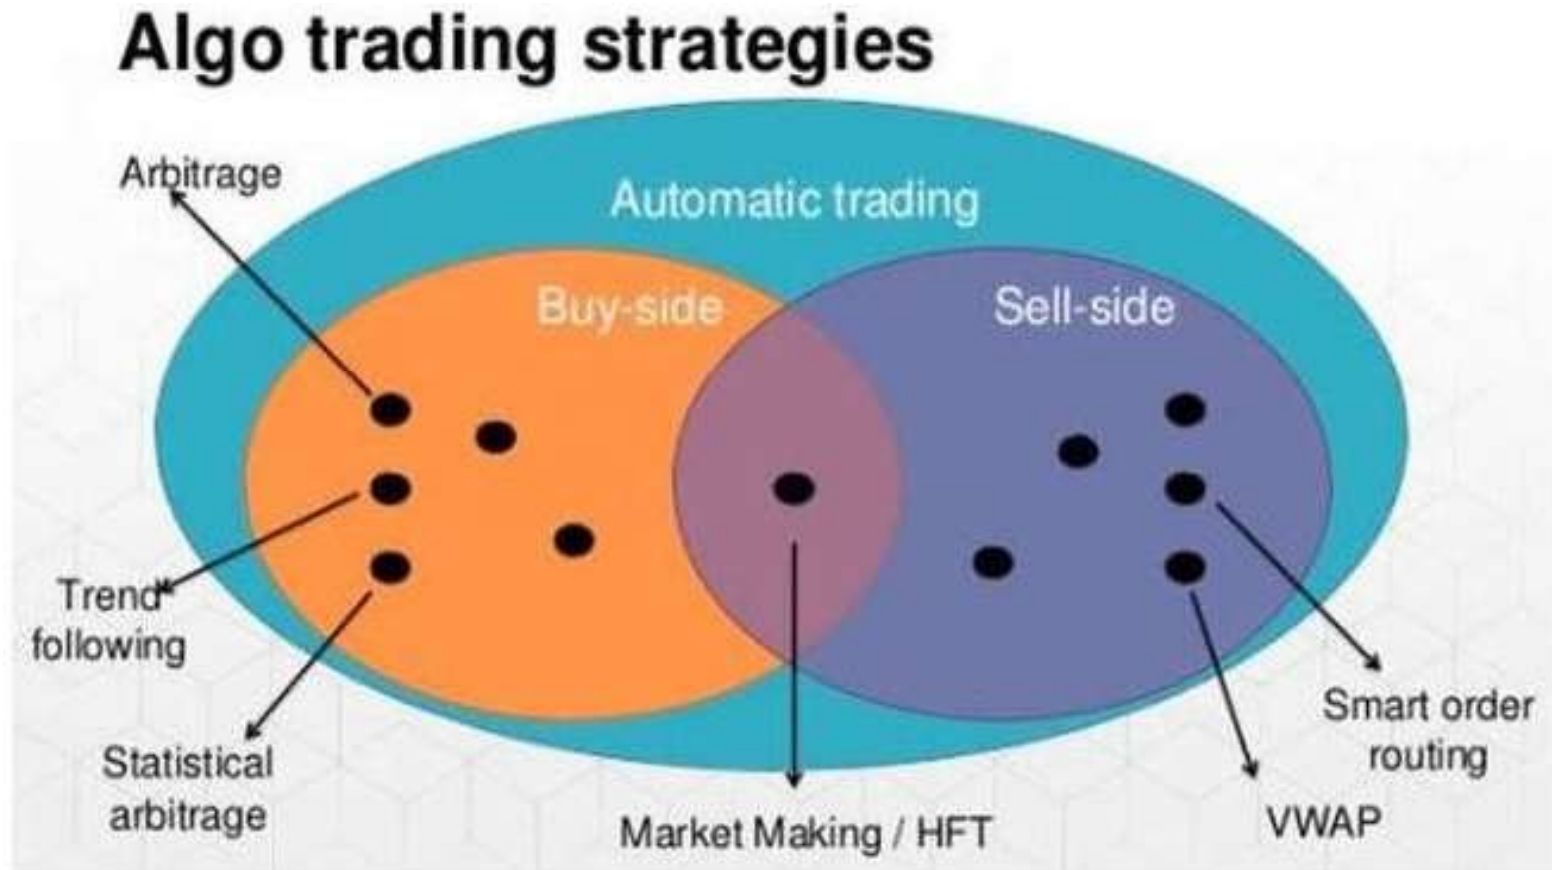 Algo trading strategies
Arbitrage
Automatic trading
Buy-side
Sell-side
Trend
following
Statistical
arbitrage
Market Making / HFT
Smart order
routing
VWAP